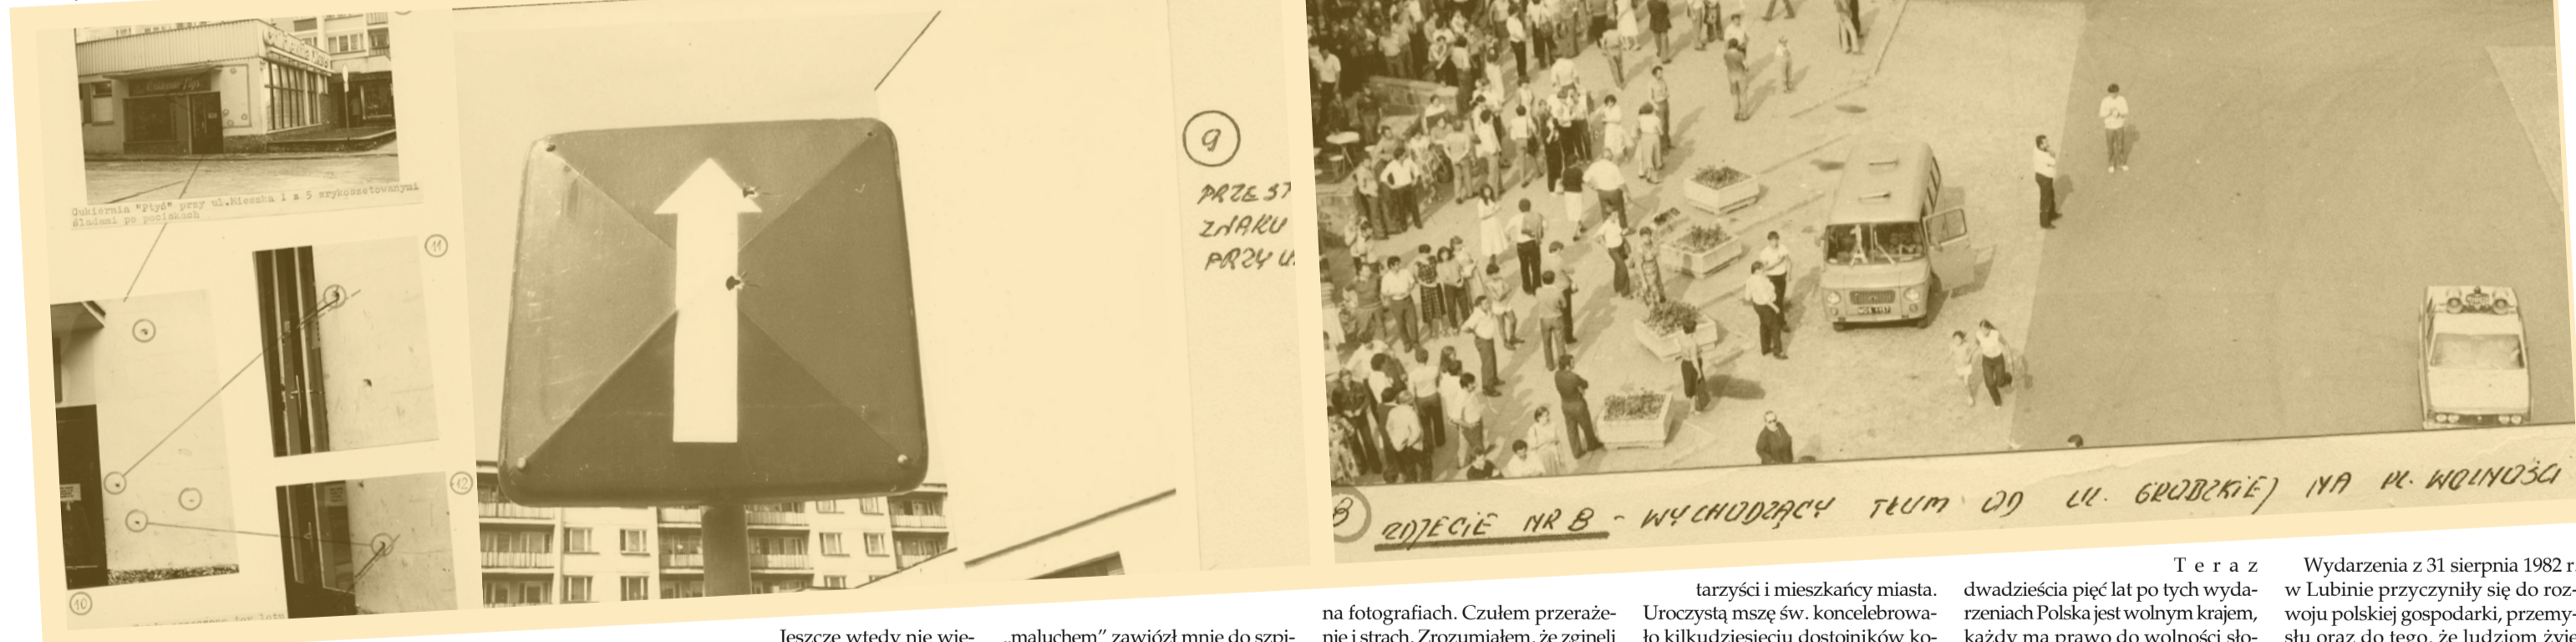 Cukiernia "Ptyś" przy ul.Mieszka 1 z 5 zrykoszetowanymi
śladami po pociskach
11
12
10
9
PRZEST
ZNAKU
PRZY U
ZDJĘCIE NR 8 - WYCHODZĄCY TŁUM OD UL. GRODZKIEJ NA PL. WOLNOŚCI
Jeszcze wtedy nie wie-
„maluchem” zawiózł mnie do szpi-
na fotografiach. Czułem przeraże-
nie i strach. Zrozumiałem, że zginęli
tarzyści i mieszkańcy miasta.
Uroczystą mszę św. koncelebrowa-
ło kilkudziesięciu dostojników ko-
Teraz
dwadzieścia pięć lat po tych wyda-
rzeniach Polska jest wolnym krajem,
każdy ma prawo do wolności sło-
Wydarzenia z 31 sierpnia 1982 r.
w Lubinie przyczyniły się do roz-
woju polskiej gospodarki, przemy-
słu oraz do tego, że ludziom żyje